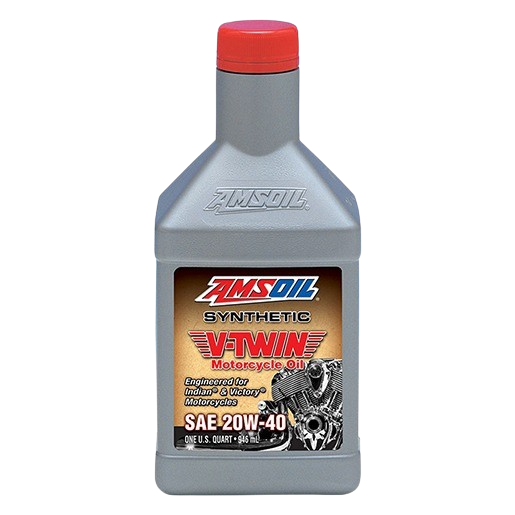 AMSOIL
AMSOIL
SYNTHETIC
V-TWIN
Motorcycle Oil
Engineered for
Indian® & Victory®
Motorcycles
SAE 20W-40
ONE U.S. QUART • 946 mL